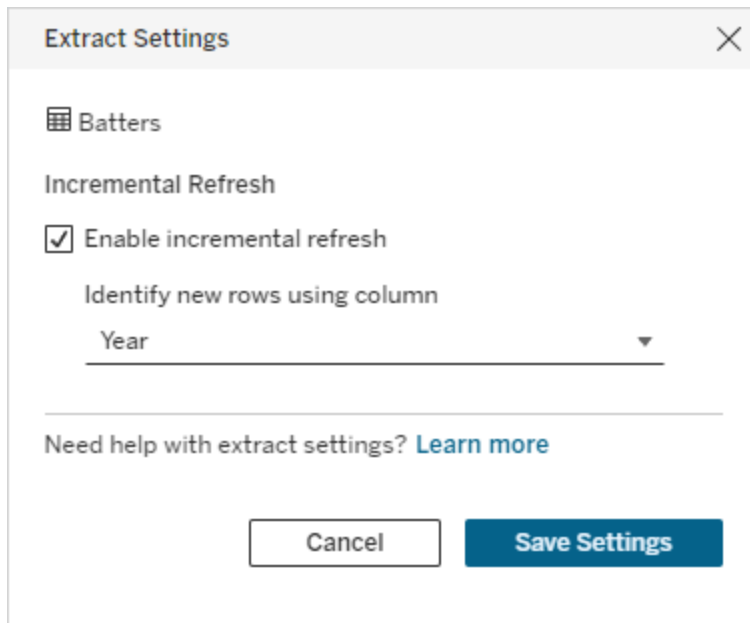 Extract Settings
Batters
Incremental Refresh
Enable incremental refresh
Identify new rows using column
Year
Need help with extract settings? Learn more
Cancel Save Settings